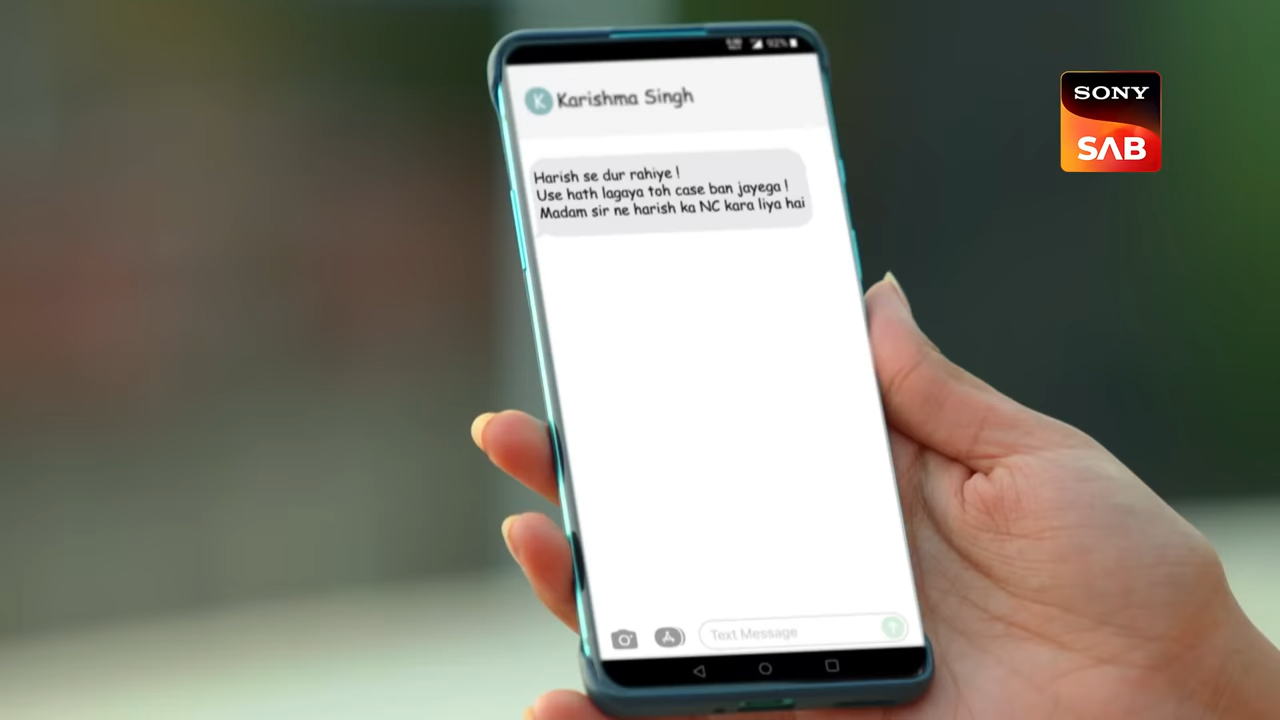 92%
SONY
SAB
K Karishma Singh
Harish se dur rahiye !
Use hath lagaya toh case ban jayega !
Madam sir ne harish ka NC kara liya hai
Text Message